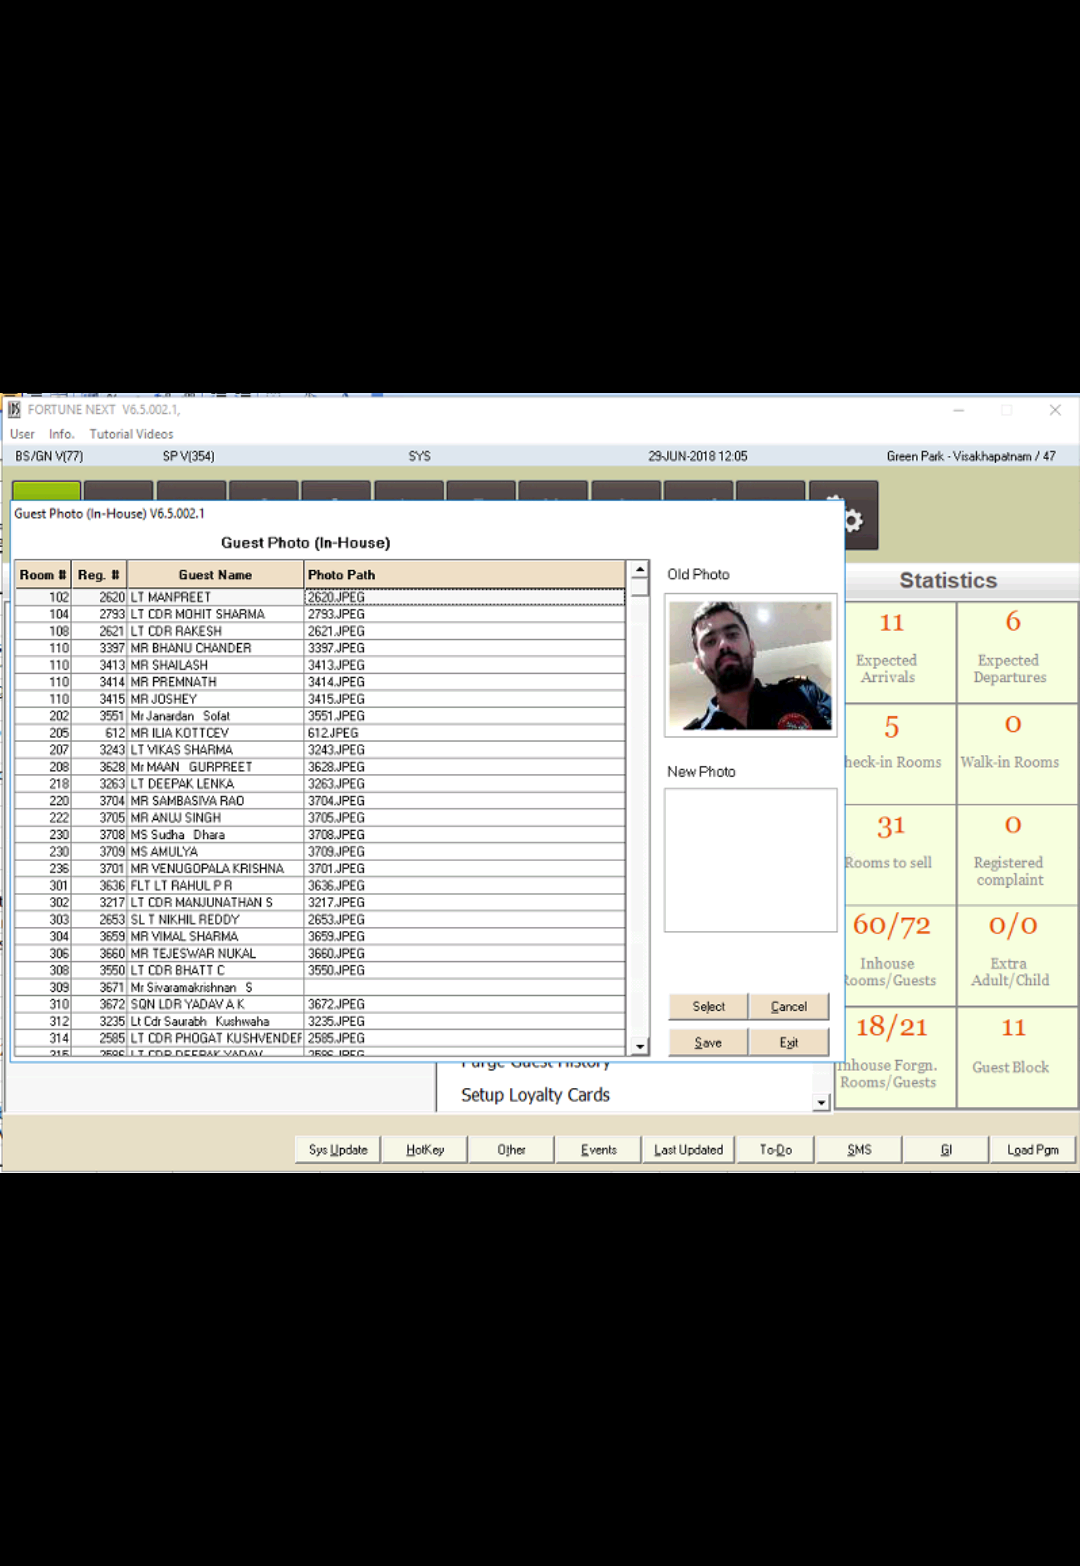 FORTUNE NEXT V6.5.002.1,
User Info. Tutorial Videos
BS/GN V(77) SP V(354) SYS 29-JUN-2018 12:05 Green Park - Visakhapatnam / 47
Guest Photo (In-House) V6.5.002.1
Guest Photo (In-House)
Room # Reg. # Guest Name Photo Path
102 2620 LT MANPREET 2620.JPEG
104 2793 LT CDR MOHIT SHARMA 2793.JPEG
108 2621 LT CDR RAKESH 2621.JPEG
110 3397 MR BHANU CHANDER 3397.JPEG
110 3413 MR SHAILASH 3413.JPEG
110 3414 MR PREMNATH 3414.JPEG
110 3415 MR JOSHEY 3415.JPEG
202 3551 Mr Janardan Sofat 3551.JPEG
205 612 MR ILIA KOTTCEV 612.JPEG
207 3243 LT VIKAS SHARMA 3243.JPEG
208 3628 Mr MAAN GURPREET 3628.JPEG
218 3263 LT DEEPAK LENKA 3263.JPEG
220 3704 MR SAMBASIVA RAO 3704.JPEG
222 3705 MR ANUJ SINGH 3705.JPEG
230 3708 MS Sudha Dhara 3708.JPEG
230 3709 MS AMULYA 3709.JPEG
236 3701 MR VENUGOPALA KRISHNA 3701.JPEG
301 3636 FLT LT RAHUL P R 3636.JPEG
302 3217 LT CDR MANJUNATHAN S 3217.JPEG
303 2653 SL T NIKHIL REDDY 2653.JPEG
304 3659 MR VIMAL SHARMA 3659.JPEG
306 3660 MR TEJESWAR NUKAL 3660.JPEG
308 3550 LT CDR BHATT C 3550.JPEG
309 3671 Mr Sivaramakrishnan S
310 3672 SQN LDR YADAV A K 3672.JPEG
312 3235 Lt Cdr Saurabh Kushwaha 3235.JPEG
314 2585 LT CDR PHOGAT KUSHVENDER 2585.JPEG
315 2586 LT CDR DEEPAK YADAV 2586.JPEG
Old Photo
New Photo
Select Cancel
Save Exit
Statistics
11 6
Expected Expected
Arrivals Departures
5 0
heck-in Rooms Walk-in Rooms
31 0
Rooms to sell Registered
complaint
60/72 0/0
Inhouse Extra
Rooms/Guests Adult/Child
18/21 11
Inhouse Forgn. Guest Block
Rooms/Guests
Purge Guest History
Setup Loyalty Cards
Sys Update HotKey Other Events Last Updated To-Do SMS GI Load Pgm